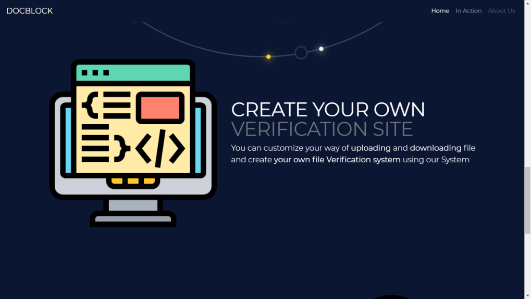 DOCBLOCK
Home In Action About Us
CREATE YOUR OWN
VERIFICATION SITE
You can customize your way of uploading and downloading file
and create your own file Verification system using our System